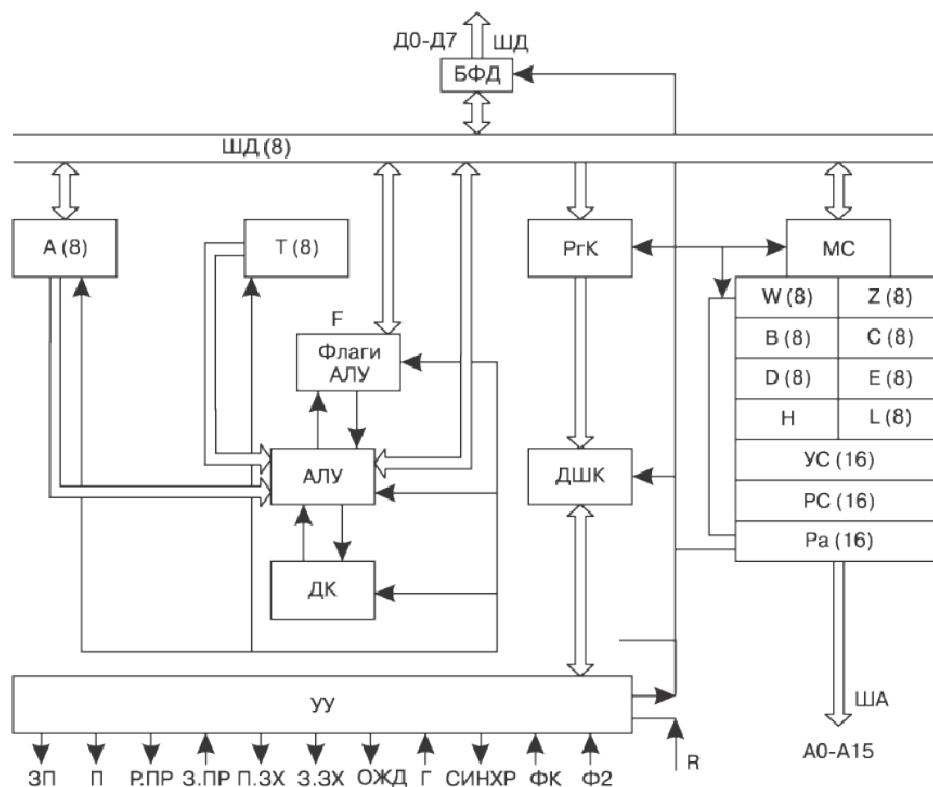 Д0-Д7 ШД
БФД
ШД (8)
А (8)
Т (8)
РгК
МС
W (8) Z (8)
F
Флаги
АЛУ
В (8) С (8)
D (8) Е (8)
Н L (8)
АЛУ
ДШК
УС (16)
РС (16)
Ра (16)
ДК
УУ
ША
А0-А15
R
ЗП П Р.ПР З.ПР П.ЗХ З.ЗХ ОЖД Г СИНХР ФК Ф2